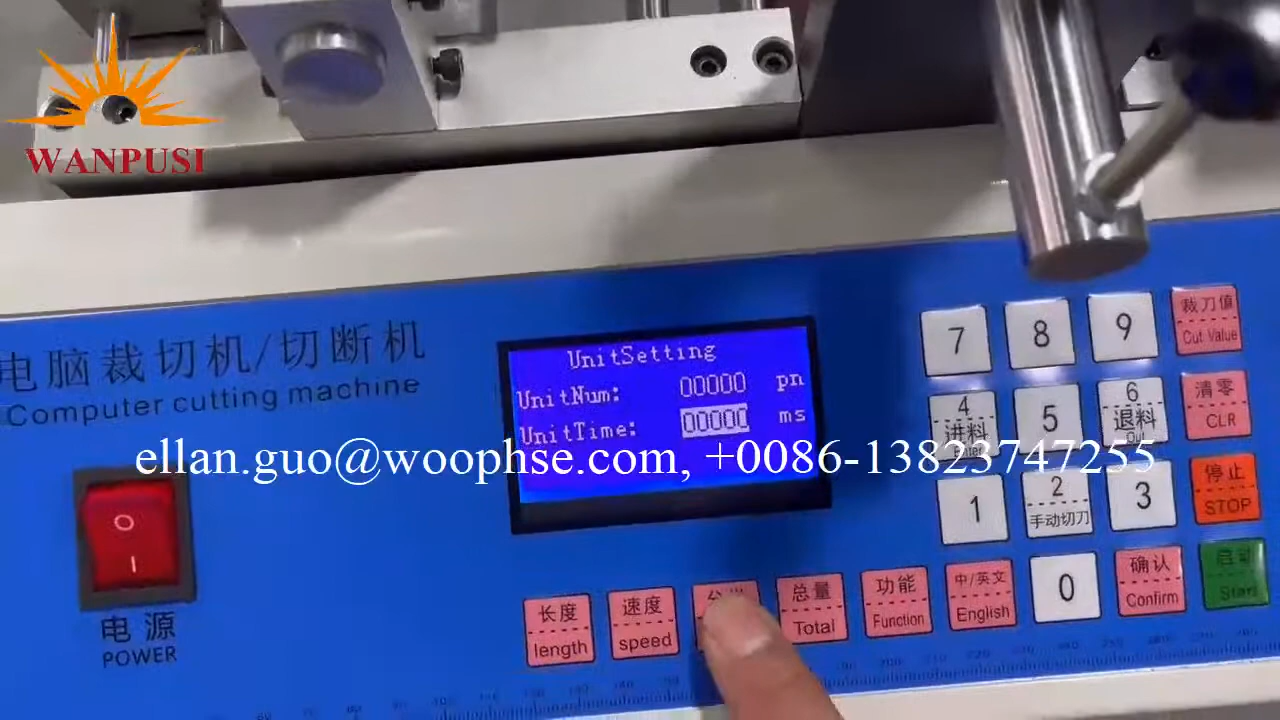 WANPUSI
电脑裁切机/切断机
Computer cutting machine
UnitSetting
UnitNum: 00000 pn
UnitTime: 00000 ms
ellan.guo@woophse.com, +0086-13823747255
7
8
9
裁刀值
Cut Value
4
进料
Enter
5
6
退料
Out
清零
CLR
1
2
手动切刀
3
停止
STOP
O
I
电源
POWER
长度
length
速度
speed
总量
Total
功能
Function
中/英文
English
0
确认
Confirm
启动
Start